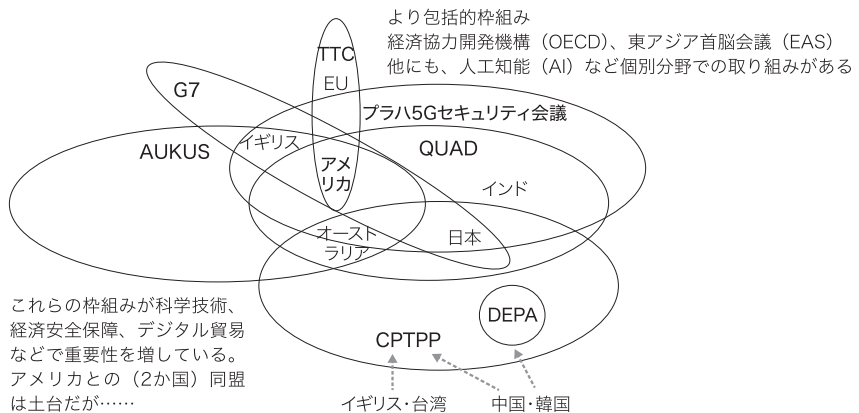 より包括的枠組み
経済協力開発機構（OECD）、東アジア首脳会議（EAS）
他にも、人工知能（AI）など個別分野での取り組みがある
TTC
EU
G7
プラハ5Gセキュリティ会議
イギリス
AUKUS
QUAD
アメ
リカ
インド
オースト
ラリア
日本
これらの枠組みが科学技術、
経済安全保障、デジタル貿易
などで重要性を増している。
アメリカとの（2か国）同盟
は土台だが……
DEPA
CPTPP
イギリス・台湾
中国・韓国